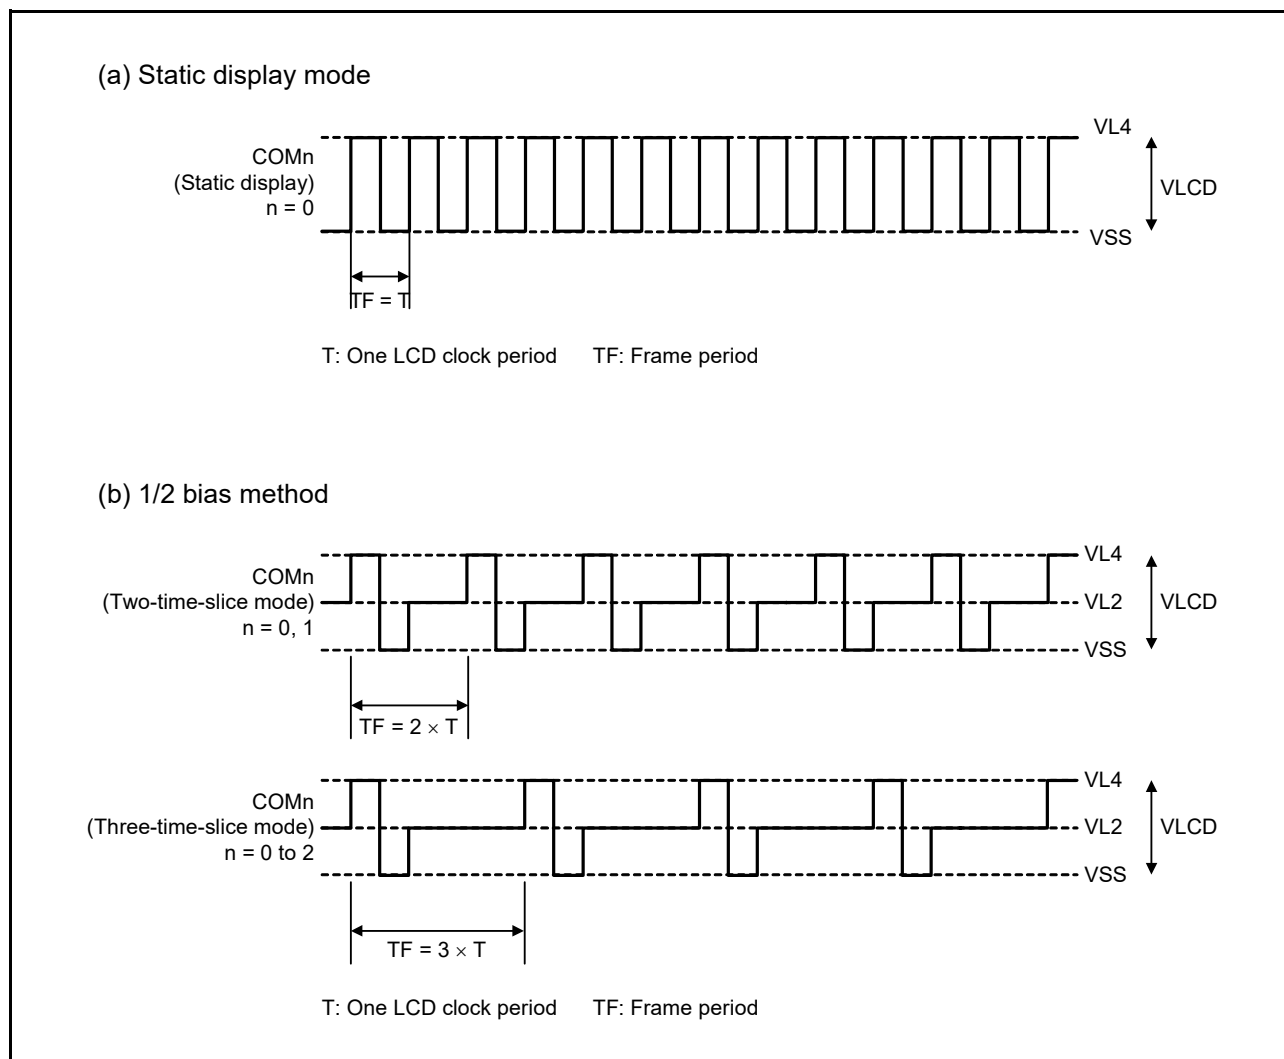 (a) Static display mode
COMn
(Static display)
n = 0
VL4
VLCD
VSS
TF = T
T: One LCD clock period TF: Frame period
(b) 1/2 bias method
COMn
(Two-time-slice mode)
n = 0, 1
VL4
VL2
VLCD
VSS
TF = 2 × T
COMn
(Three-time-slice mode)
n = 0 to 2
VL4
VL2
VLCD
VSS
TF = 3 × T
T: One LCD clock period TF: Frame period